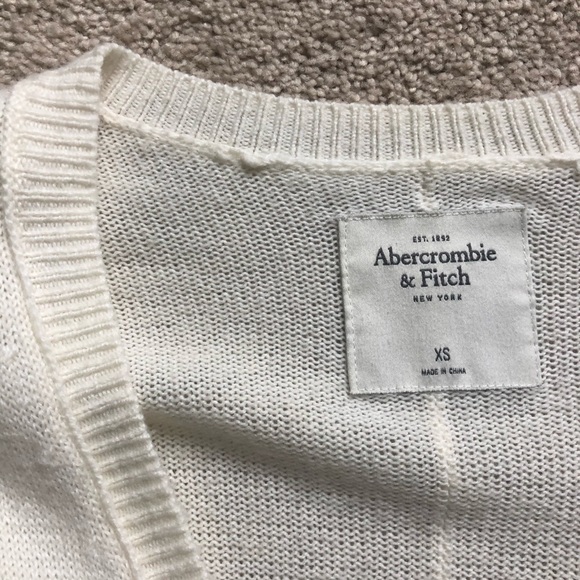 EST. 1892
Abercrombie
& Fitch
NEW YORK
XS
MADE IN CHINA